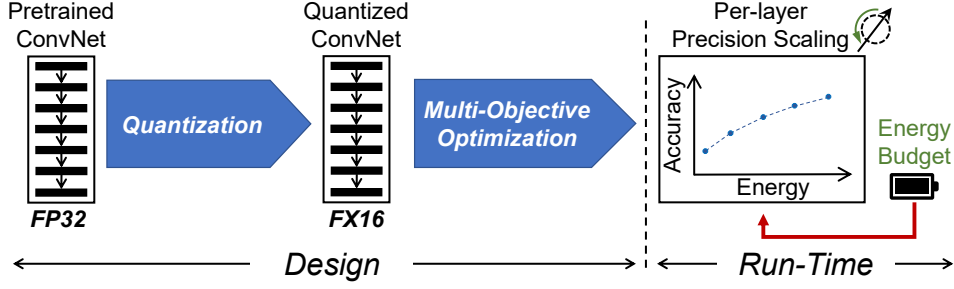 Pretrained
ConvNet
FP32
Quantization
Quantized
ConvNet
FX16
Multi-Objective
Optimization
Per-layer
Precision Scaling
Accuracy
Energy
Energy
Budget
Design
Run-Time